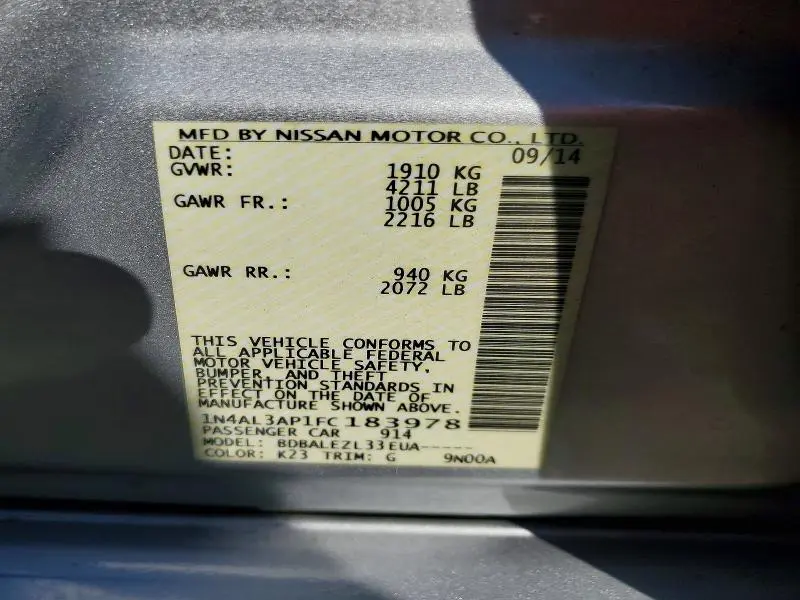 MFD BY NISSAN MOTOR CO., LTD.
DATE: 09/14
GVWR: 1910 KG
4211 LB
GAWR FR.: 1005 KG
2216 LB
GAWR RR.: 940 KG
2072 LB
THIS VEHICLE CONFORMS TO
ALL APPLICABLE FEDERAL
MOTOR VEHICLE SAFETY,
BUMPER, AND THEFT
PREVENTION STANDARDS IN
EFFECT ON THE DATE OF
MANUFACTURE SHOWN ABOVE.
1N4AL3AP1FC183978
PASSENGER CAR 914
MODEL: BDBALEZL33EUA-----
COLOR: K23 TRIM: G 9N00A